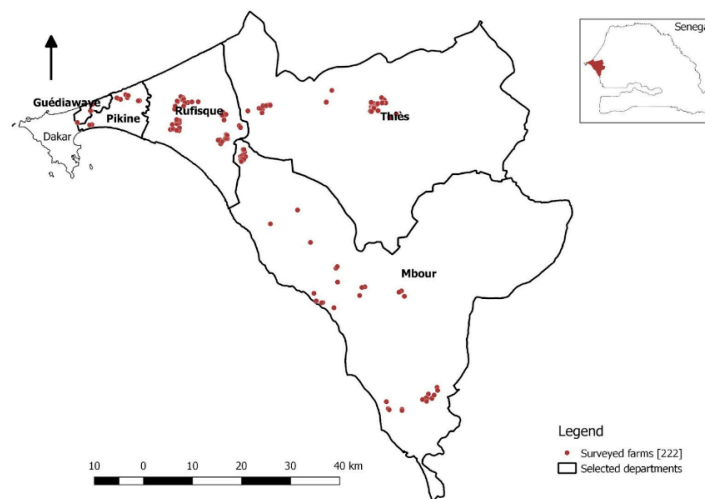 Senega
Guédiawaye
Pikine
Rufisque
Thiès
Dakar
Mbour
Legend
Surveyed farms [222]
Selected departments
10 0 10 20 30 40 km